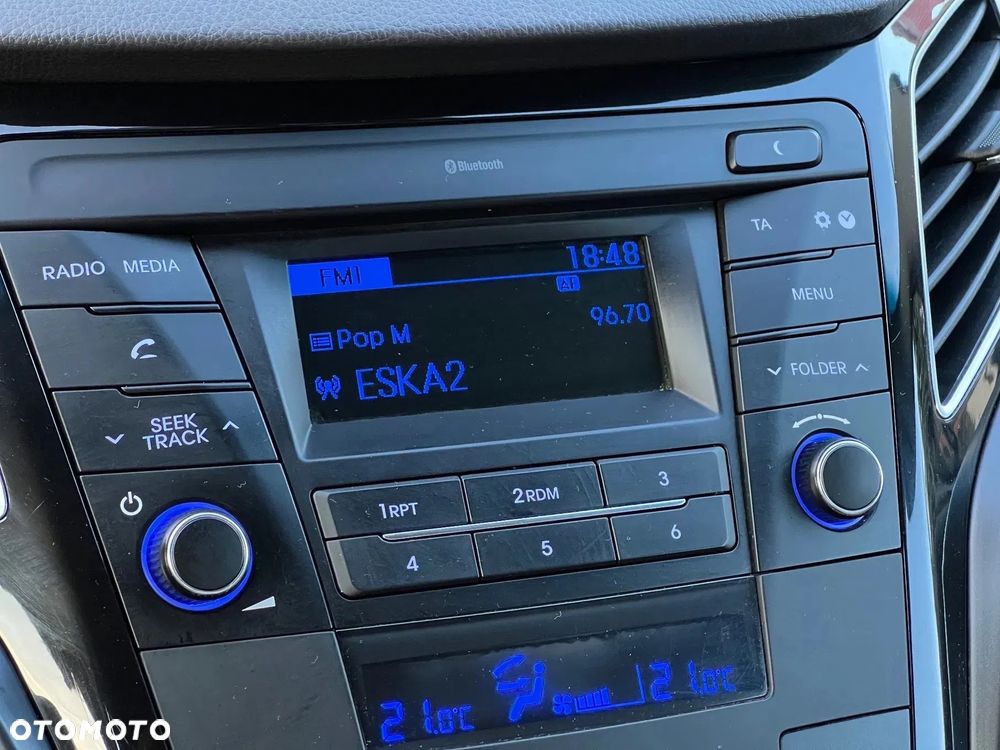 Bluetooth
TA
RADIO MEDIA
FM1
18:48
AF
MENU
96.70
Pop M
ESKA2
FOLDER
SEEK
TRACK
1RPT 2RDM 3
4 5 6
21.0°C 21.0°C
OTOMOTO